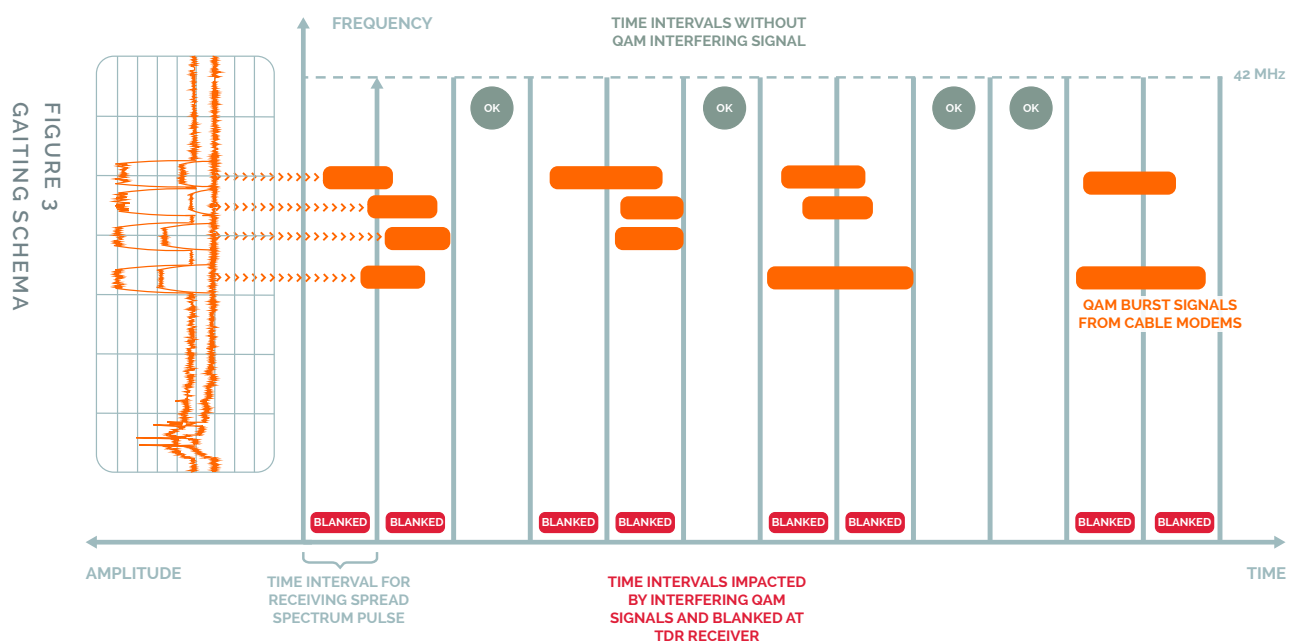 FIGURE 3
GAITING SCHEMA
FREQUENCY
TIME INTERVALS WITHOUT
QAM INTERFERING SIGNAL
42 MHz
OK
OK
OK
OK
QAM BURST SIGNALS
FROM CABLE MODEMS
BLANKED
BLANKED
BLANKED
BLANKED
BLANKED
BLANKED
BLANKED
BLANKED
AMPLITUDE
TIME
TIME INTERVAL FOR
RECEIVING SPREAD
SPECTRUM PULSE
TIME INTERVALS IMPACTED
BY INTERFERING QAM
SIGNALS AND BLANKED AT
TDR RECEIVER